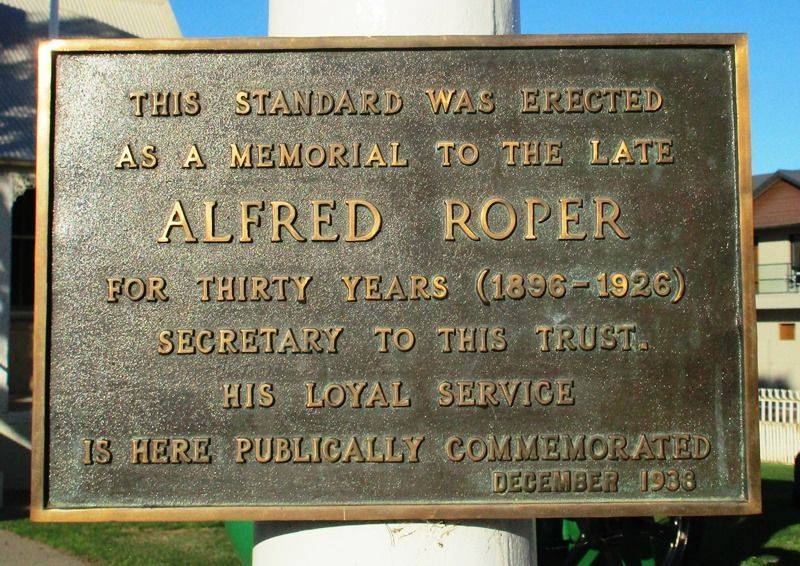 THIS STANDARD WAS ERECTED
AS A MEMORIAL TO THE LATE
ALFRED ROPER
FOR THIRTY YEARS (1896-1926)
SECRETARY TO THIS TRUST.
HIS LOYAL SERVICE
IS HERE PUBLICALLY COMMEMORATED
DECEMBER 1938